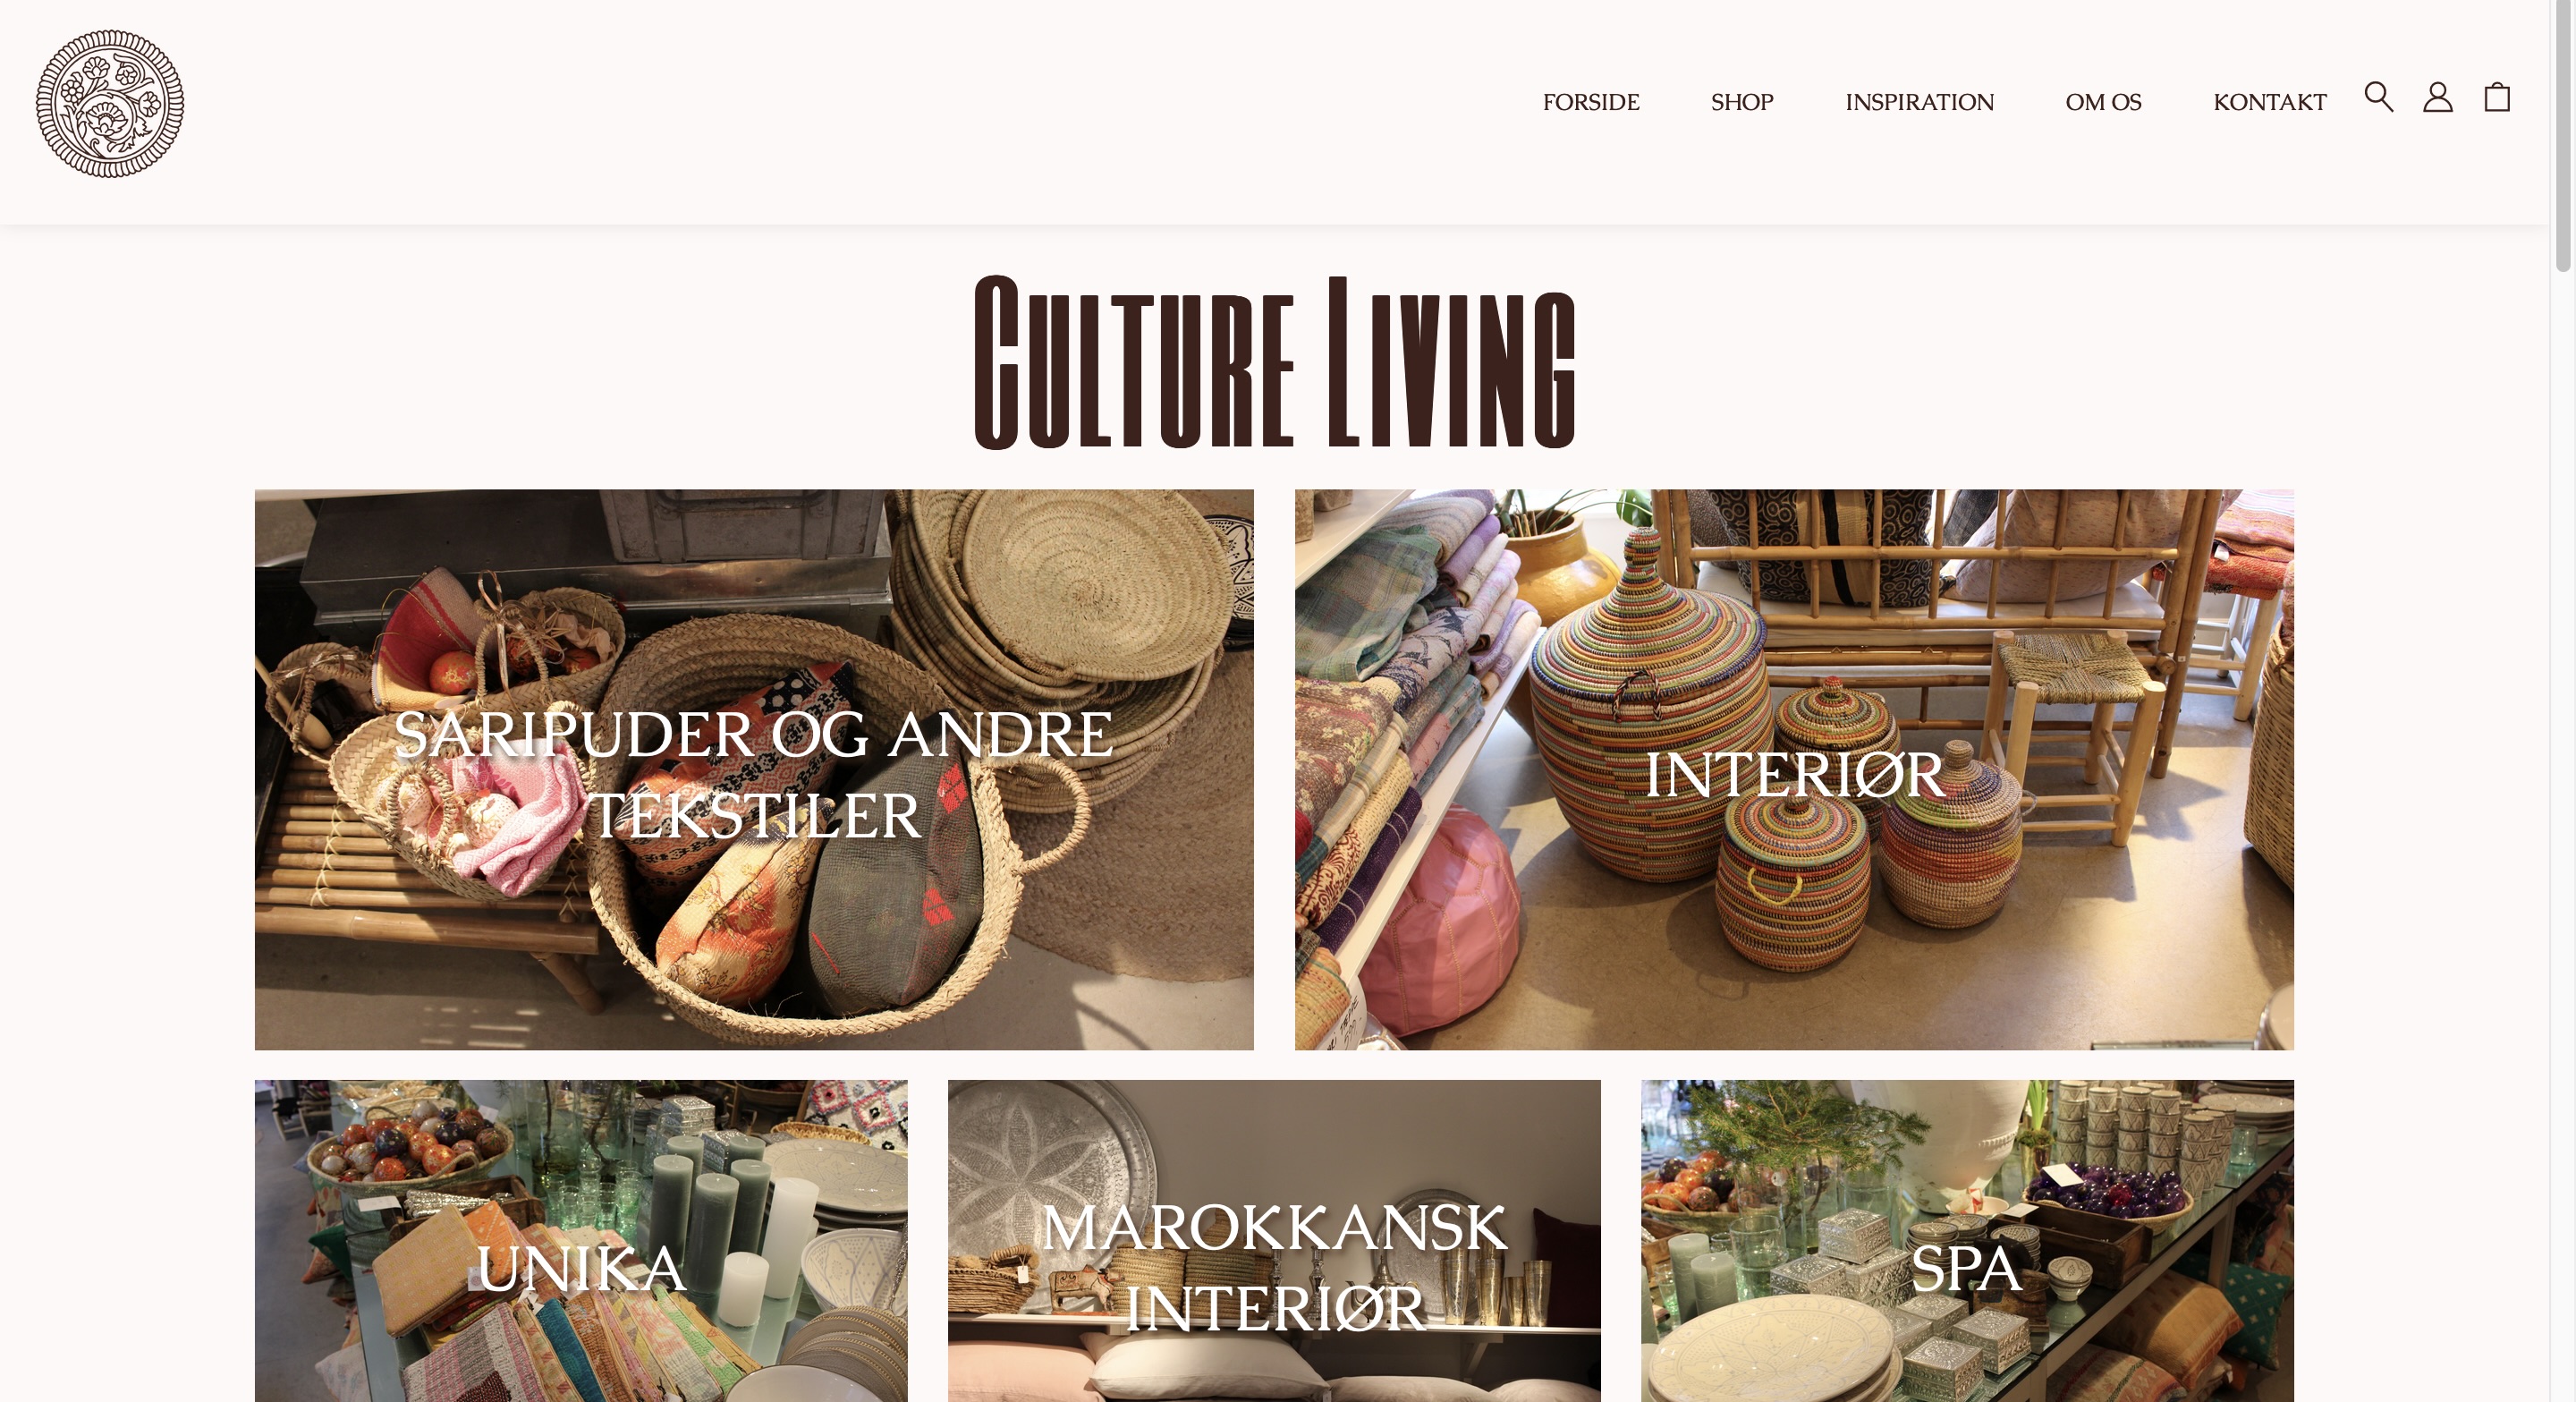 FORSIDE SHOP INSPIRATION OM OS KONTAKT
CULTURE LIVING
SARIPUDER OG ANDRE
TEKSTILER
INTERIØR
UNIKA
MAROKKANSK
INTERIØR
SPA